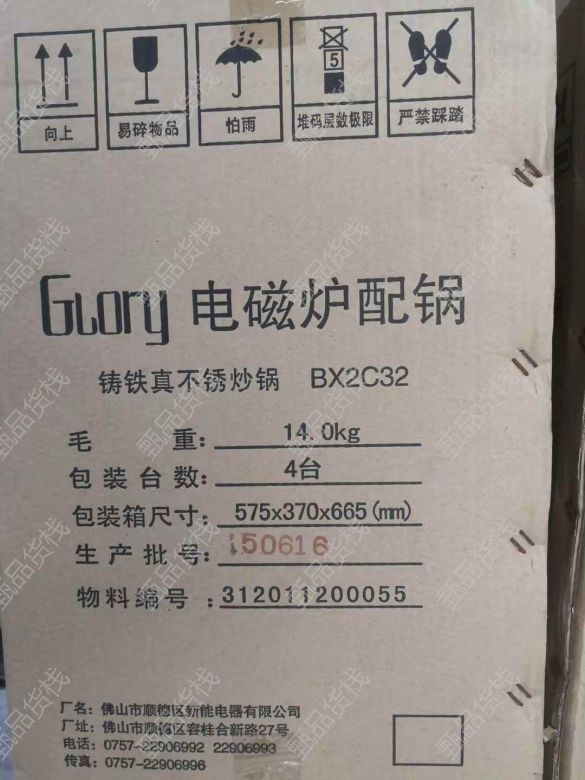 5
向上
易碎物品
怕雨
堆码层数极限
严禁踩踏
GLory 电磁炉配锅
铸铁真不锈炒锅 BX2C32
毛 重: 14.0kg
包装台数: 4台
包装箱尺寸: 575x370x665(mm)
生产批号: 150616
物料编号: 312011200055
厂名: 佛山市顺德区新能电器有限公司
厂址: 佛山市顺德区容桂合新路27号
电话: 0757-22906992 22906993
传真: 0757-22906996
甄品货栈